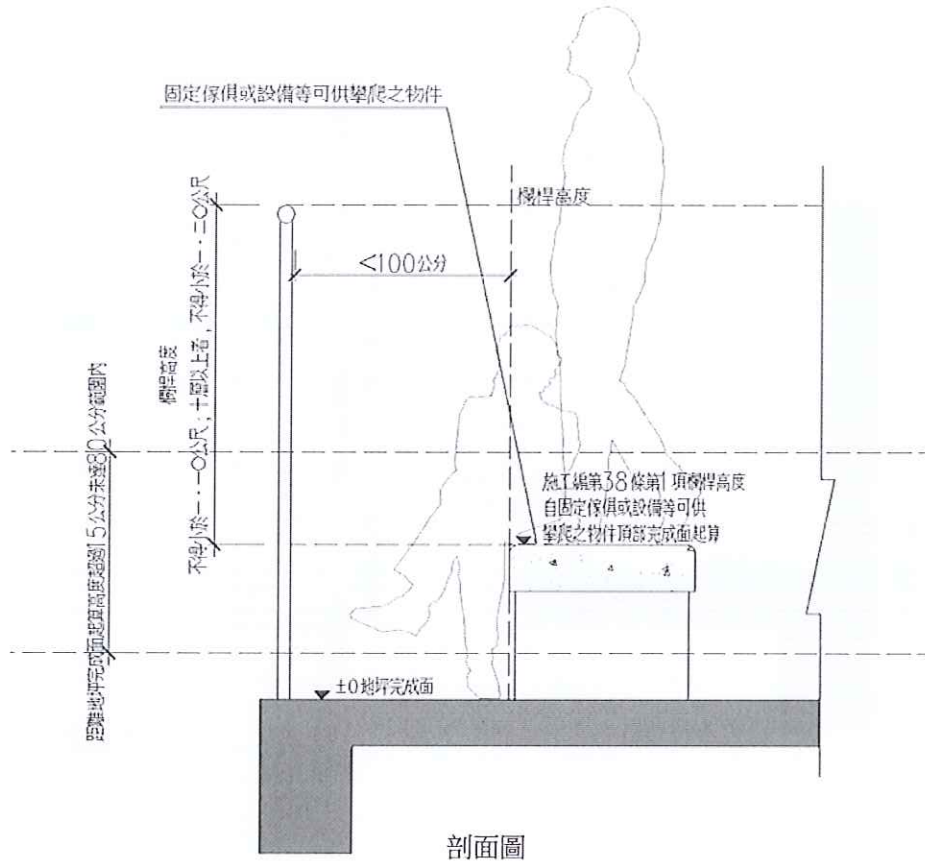 固定傢俱或設備等可供攀爬之物件
欄桿高度
<100公分
欄桿高度
不得小於一．一○公尺；十層以上者，不得小於一．二○公尺
距離地坪完成面起算高度超過15公分未達80公分範圍內
施工編第38條第1項欄桿高度
自固定傢俱或設備等可供
攀爬之物件頂部完成面起算
±0地坪完成面
剖面圖